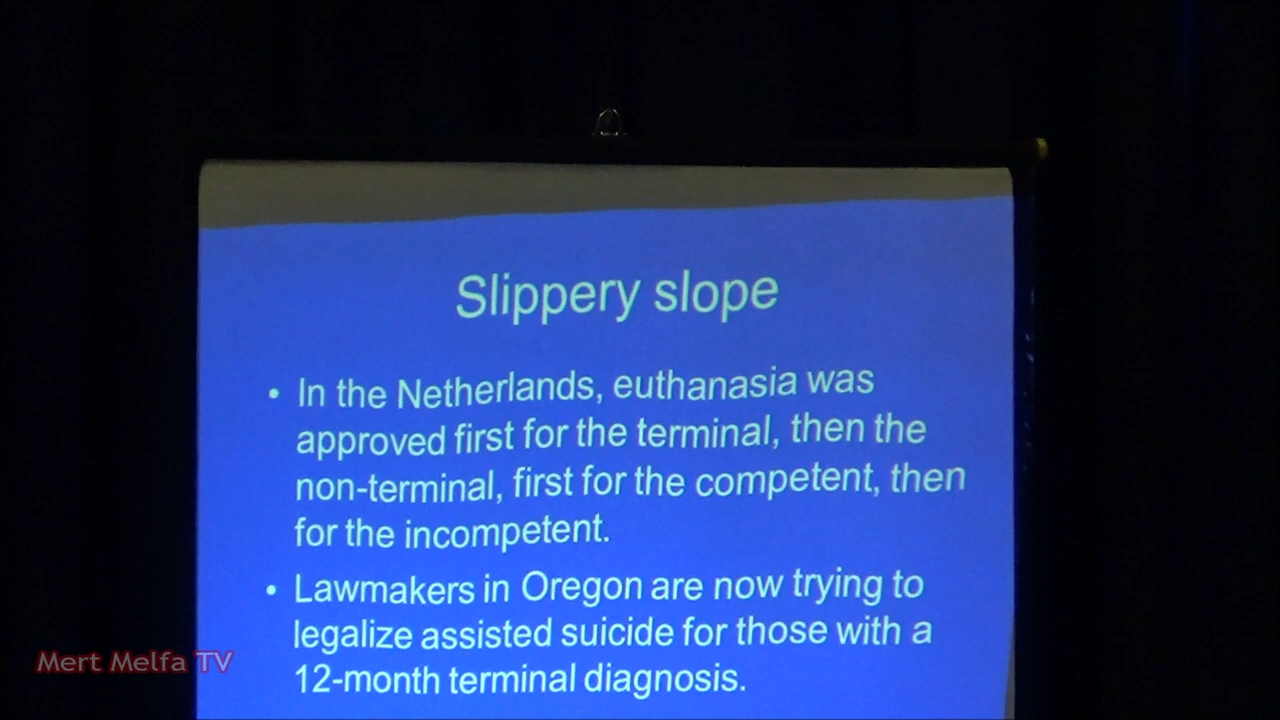 Slippery slope
• In the Netherlands, euthanasia was
approved first for the terminal, then the
non-terminal, first for the competent, then
for the incompetent.
• Lawmakers in Oregon are now trying to
legalize assisted suicide for those with a
12-month terminal diagnosis.
Mert Melfa TV